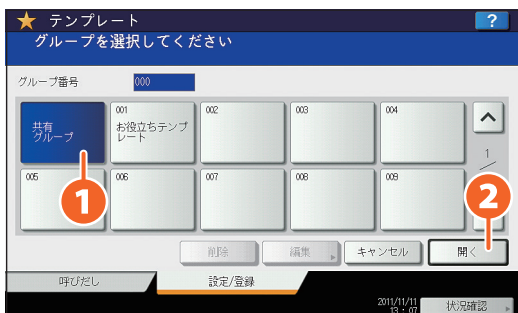 テンプレート
?
グループを選択してください
グループ番号
000
共有
グループ
001
お役立ちテンプ
レート
002
003
004
1
005
006
007
008
009
1
2
削除
編集
キャンセル
開く
呼びだし
設定/登録
2011/11/11
13:07
状況確認